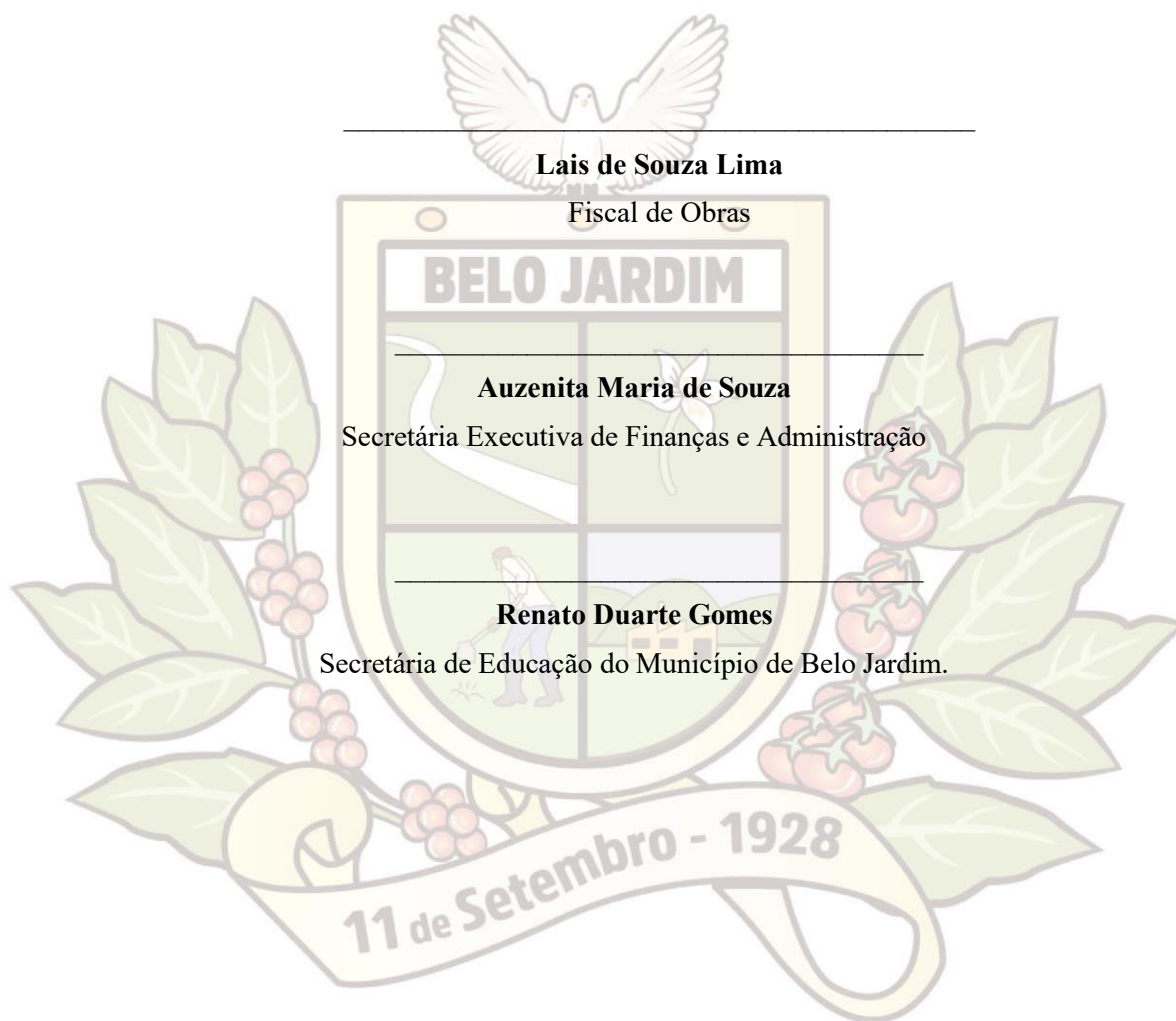 Lais de Souza Lima
Fiscal de Obras
BELO JARDIM
Auzenita Maria de Souza
Secretária Executiva de Finanças e Administração
Renato Duarte Gomes
Secretária de Educação do Município de Belo Jardim.
11 de Setembro - 1928